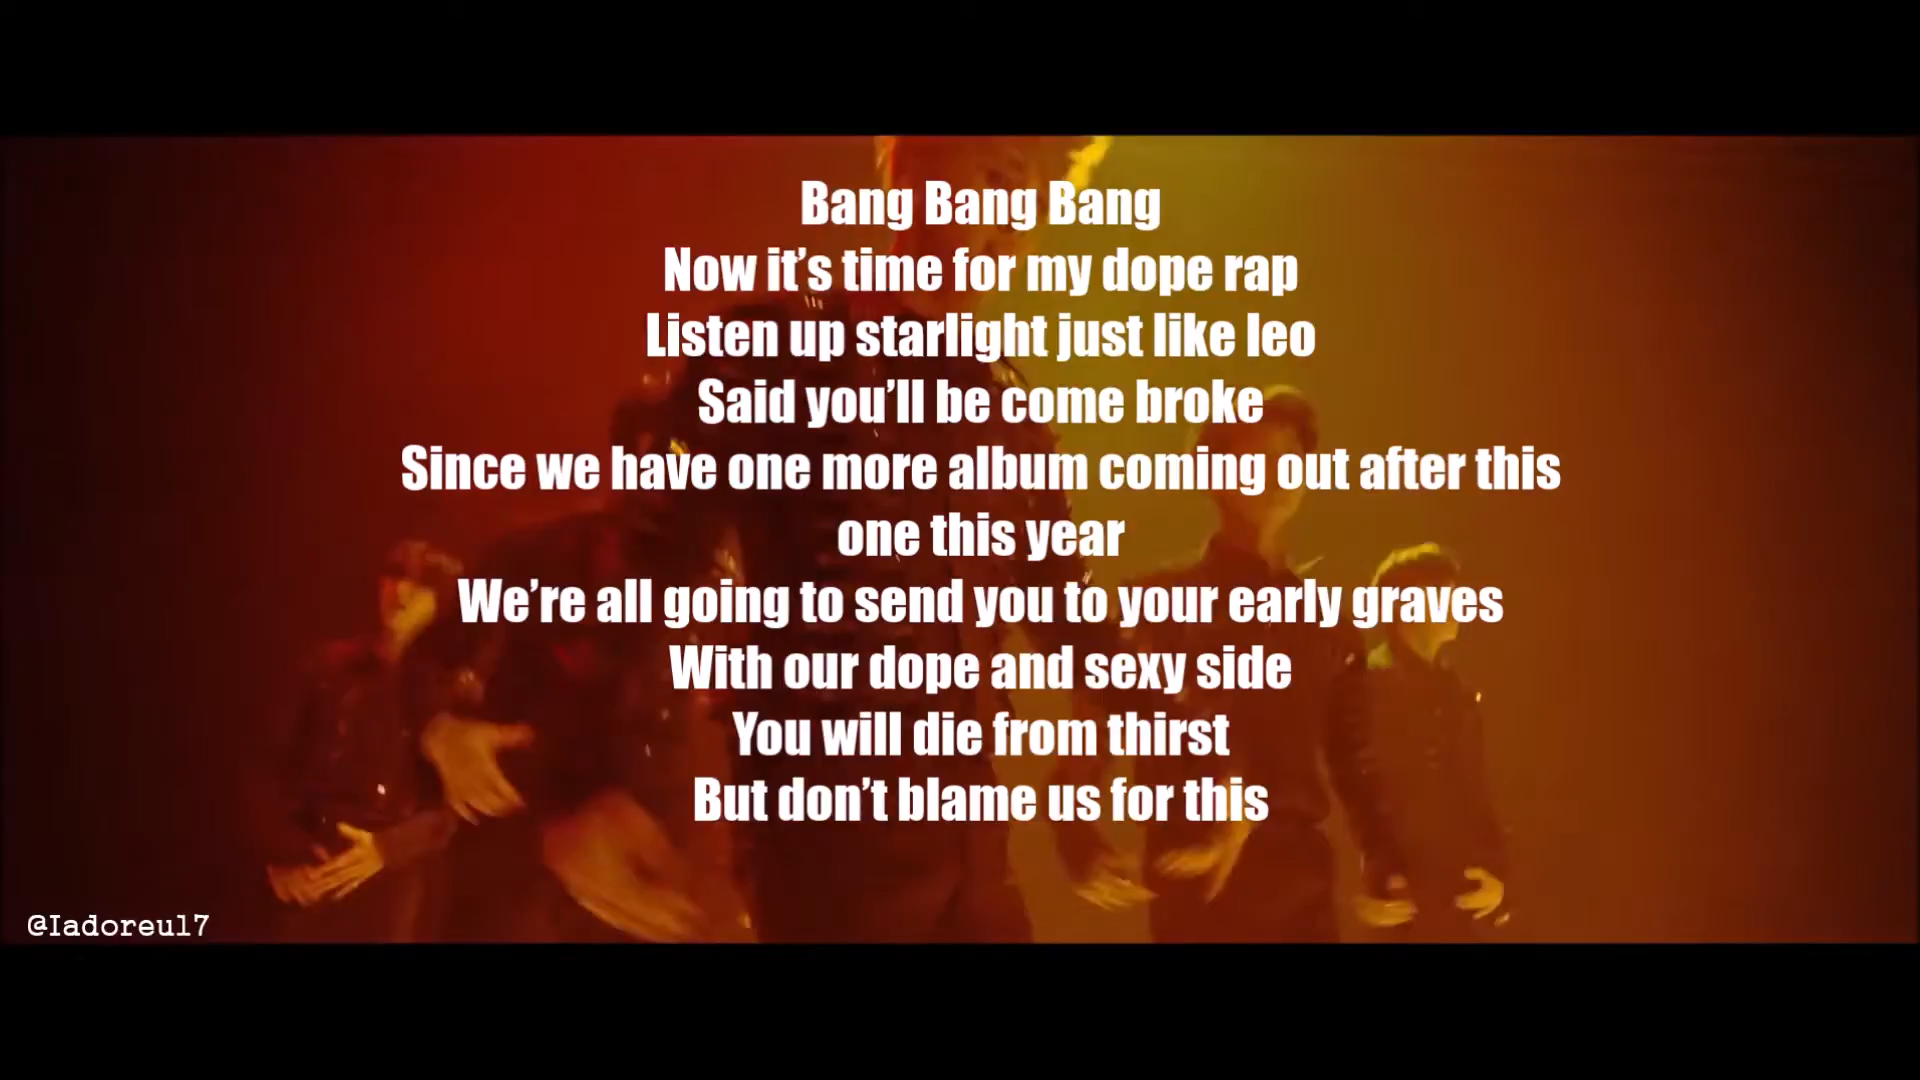 Bang Bang Bang
Now it’s time for my dope rap
Listen up starlight just like leo
Said you’ll be come broke
Since we have one more album coming out after this
one this year
We’re all going to send you to your early graves
With our dope and sexy side
You will die from thirst
But don’t blame us for this
@Iadoreu17